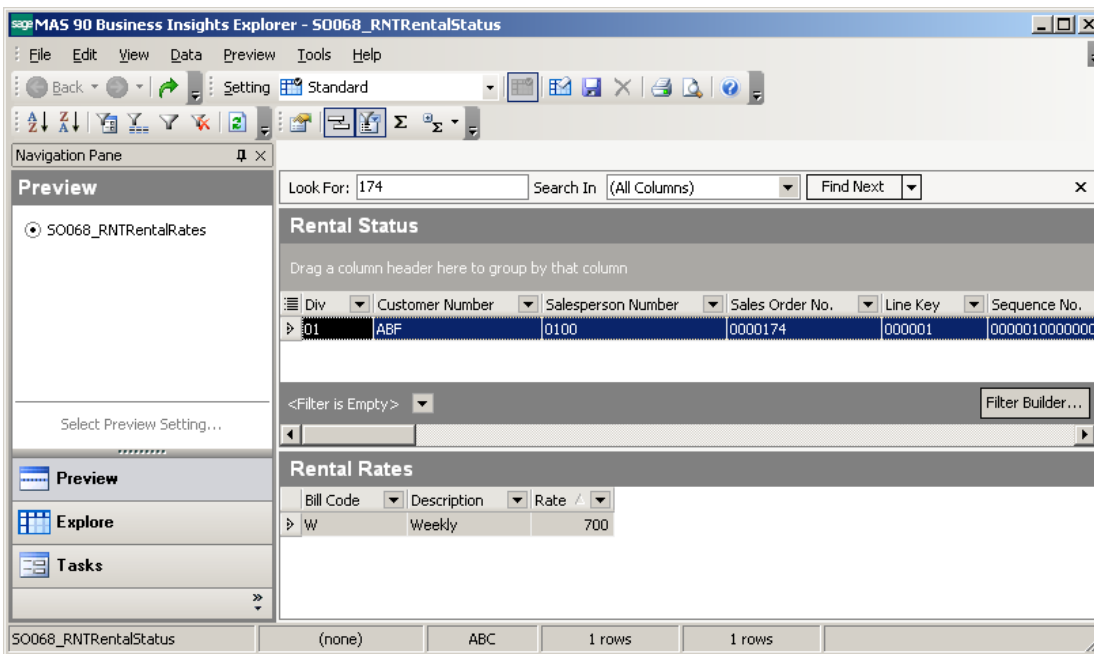 sage MAS 90 Business Insights Explorer - SO068_RNTRentalStatus
File Edit View Data Preview Tools Help
Back Setting Standard
Navigation Pane
Preview
Look For: 174 Search In (All Columns) Find Next
SO068_RNTRentalRates
Rental Status
Drag a column header here to group by that column
Div Customer Number Salesperson Number Sales Order No. Line Key Sequence No.
01 ABF 0100 0000174 000001 0000010000000
<Filter is Empty> Filter Builder...
Select Preview Setting...
Rental Rates
Preview
Bill Code Description Rate
W Weekly 700
Explore
Tasks
SO068_RNTRentalStatus (none) ABC 1 rows 1 rows